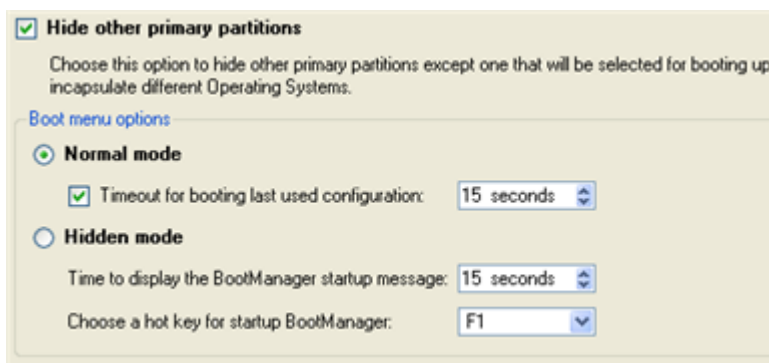 Hide other primary partitions
Choose this option to hide other primary partitions except one that will be selected for booting up
incapsulate different Operating Systems.
Boot menu options
Normal mode
Timeout for booting last used configuration: 15 seconds
Hidden mode
Time to display the BootManager startup message: 15 seconds
Choose a hot key for startup BootManager: F1